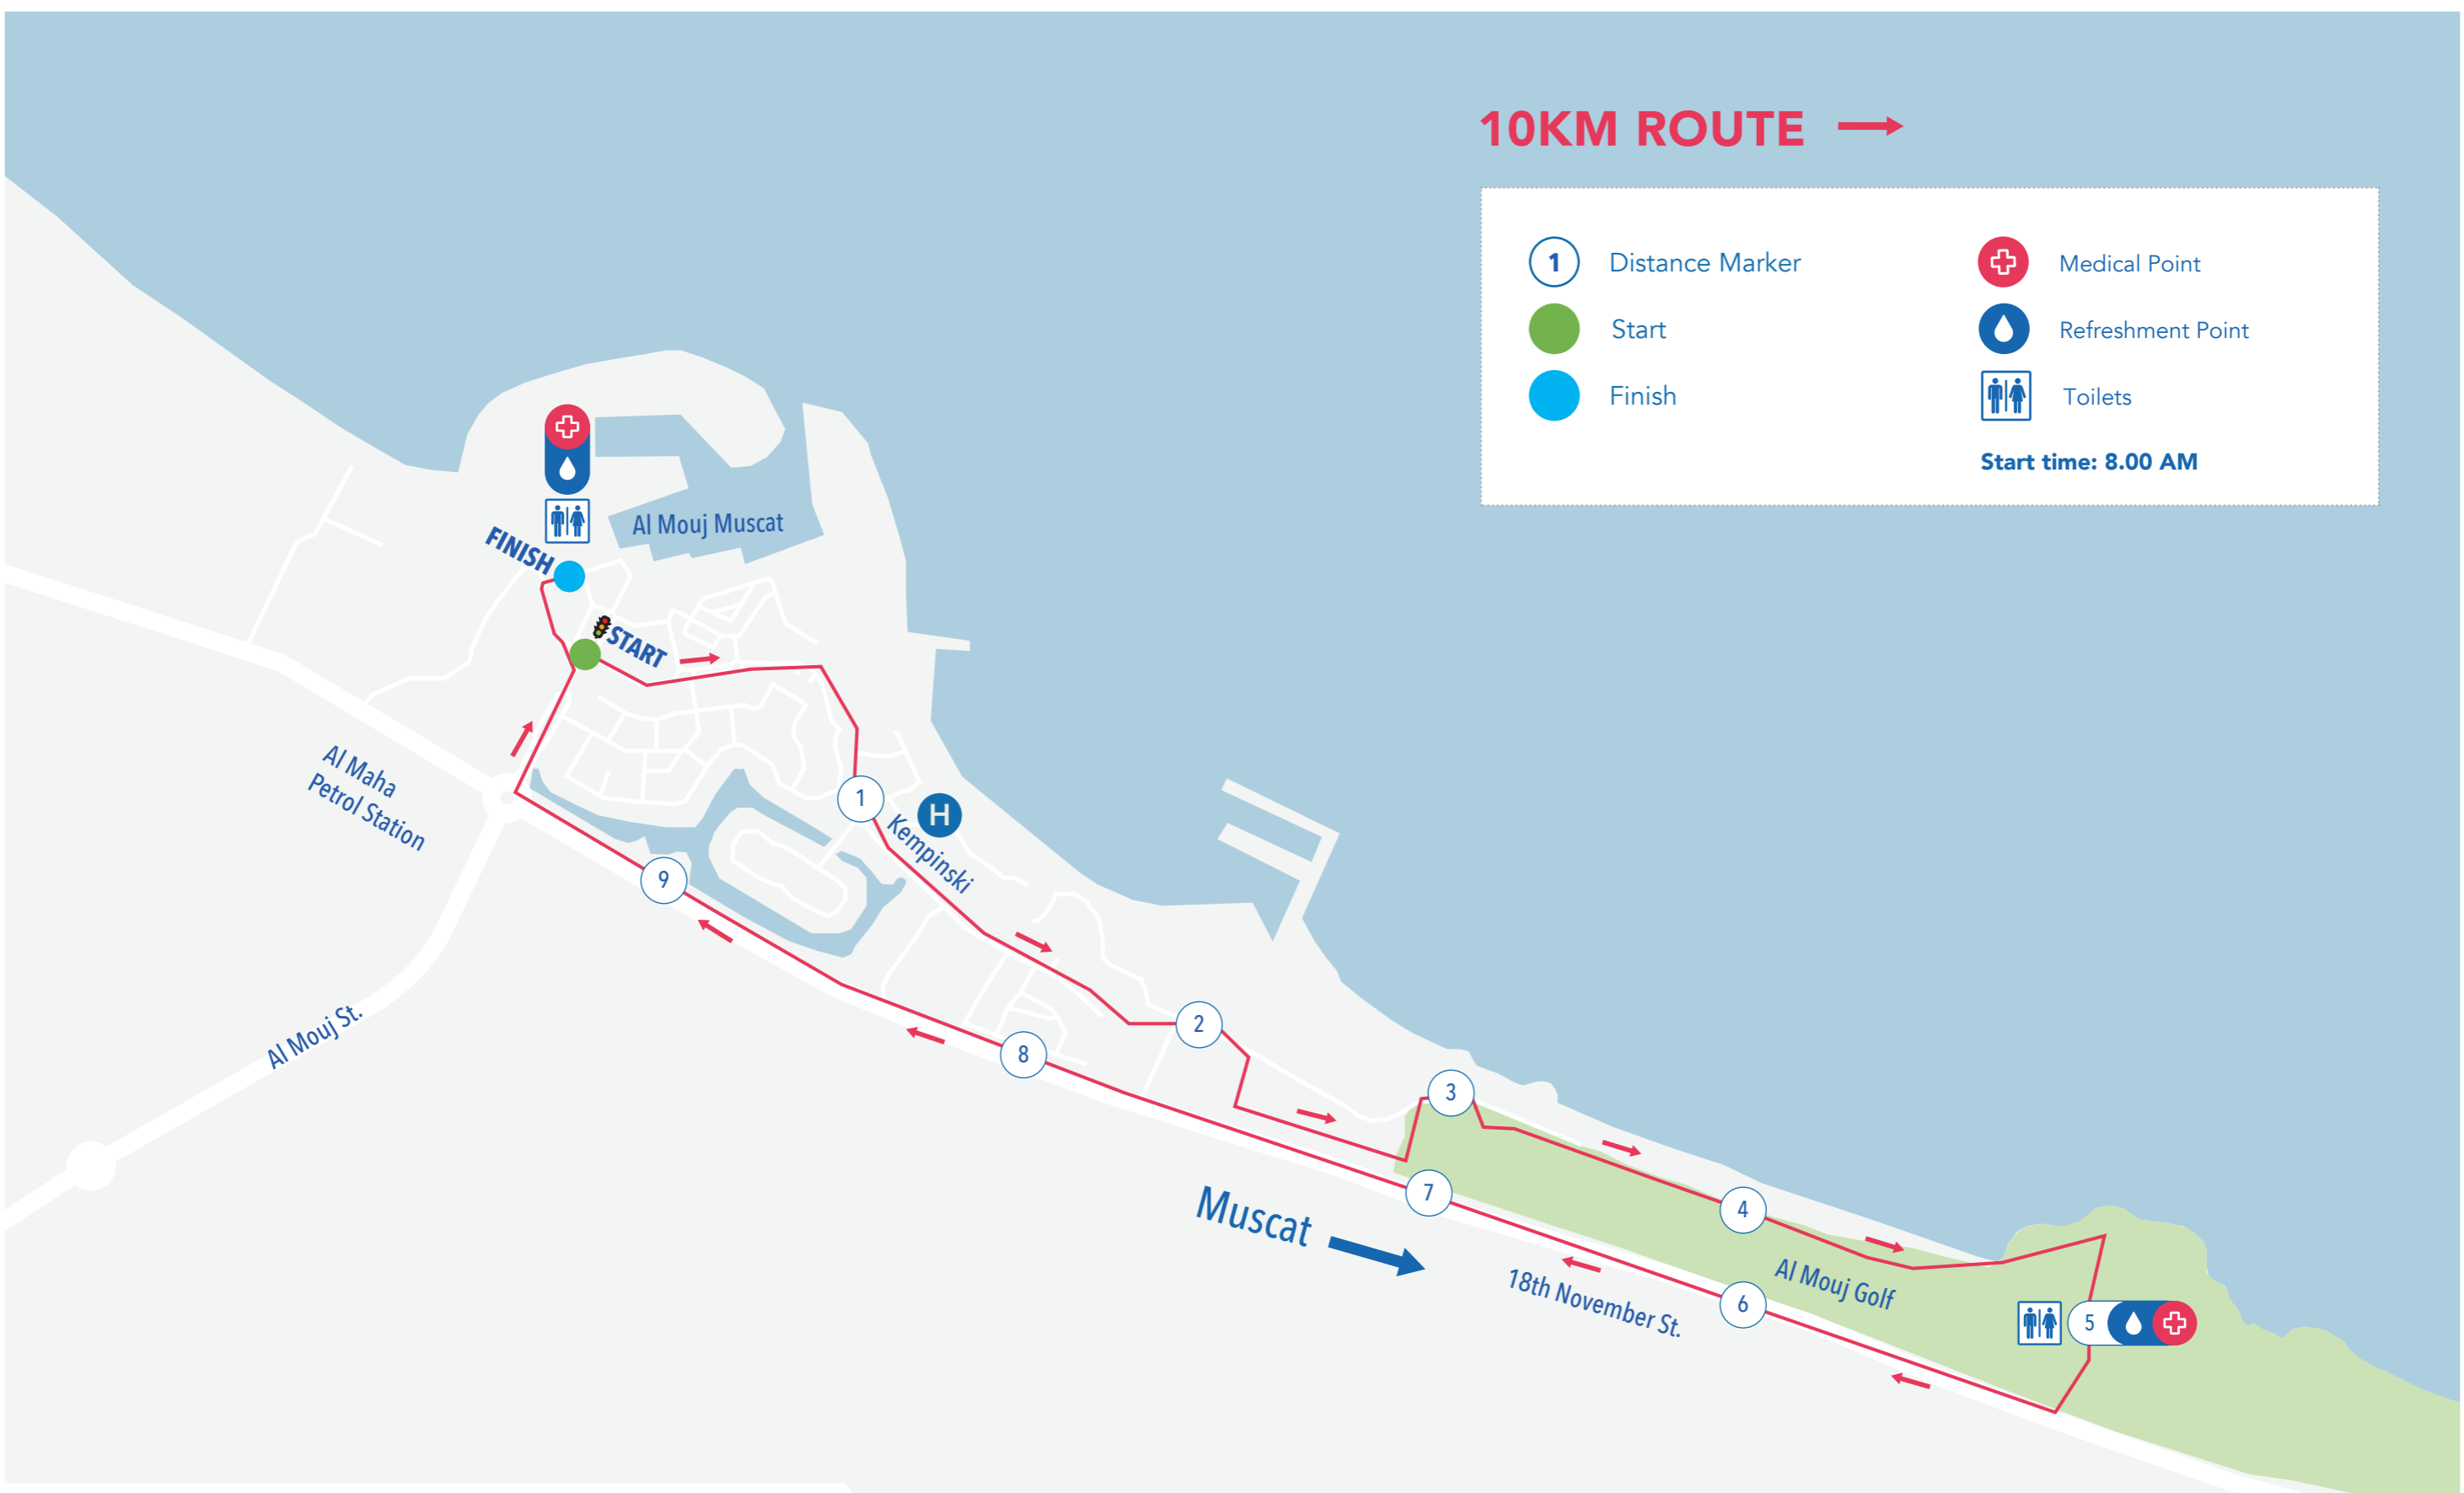 10KM ROUTE
1
Distance Marker
Start
Finish
Medical Point
Refreshment Point
Toilets
Start time: 8.00 AM
Al Mouj Muscat
FINISH
START
Al Maha
Petrol Station
1
H
Kempinski
9
2
Al Mouj St.
8
3
7
4
Muscat
18th November St.
6
Al Mouj Golf
5